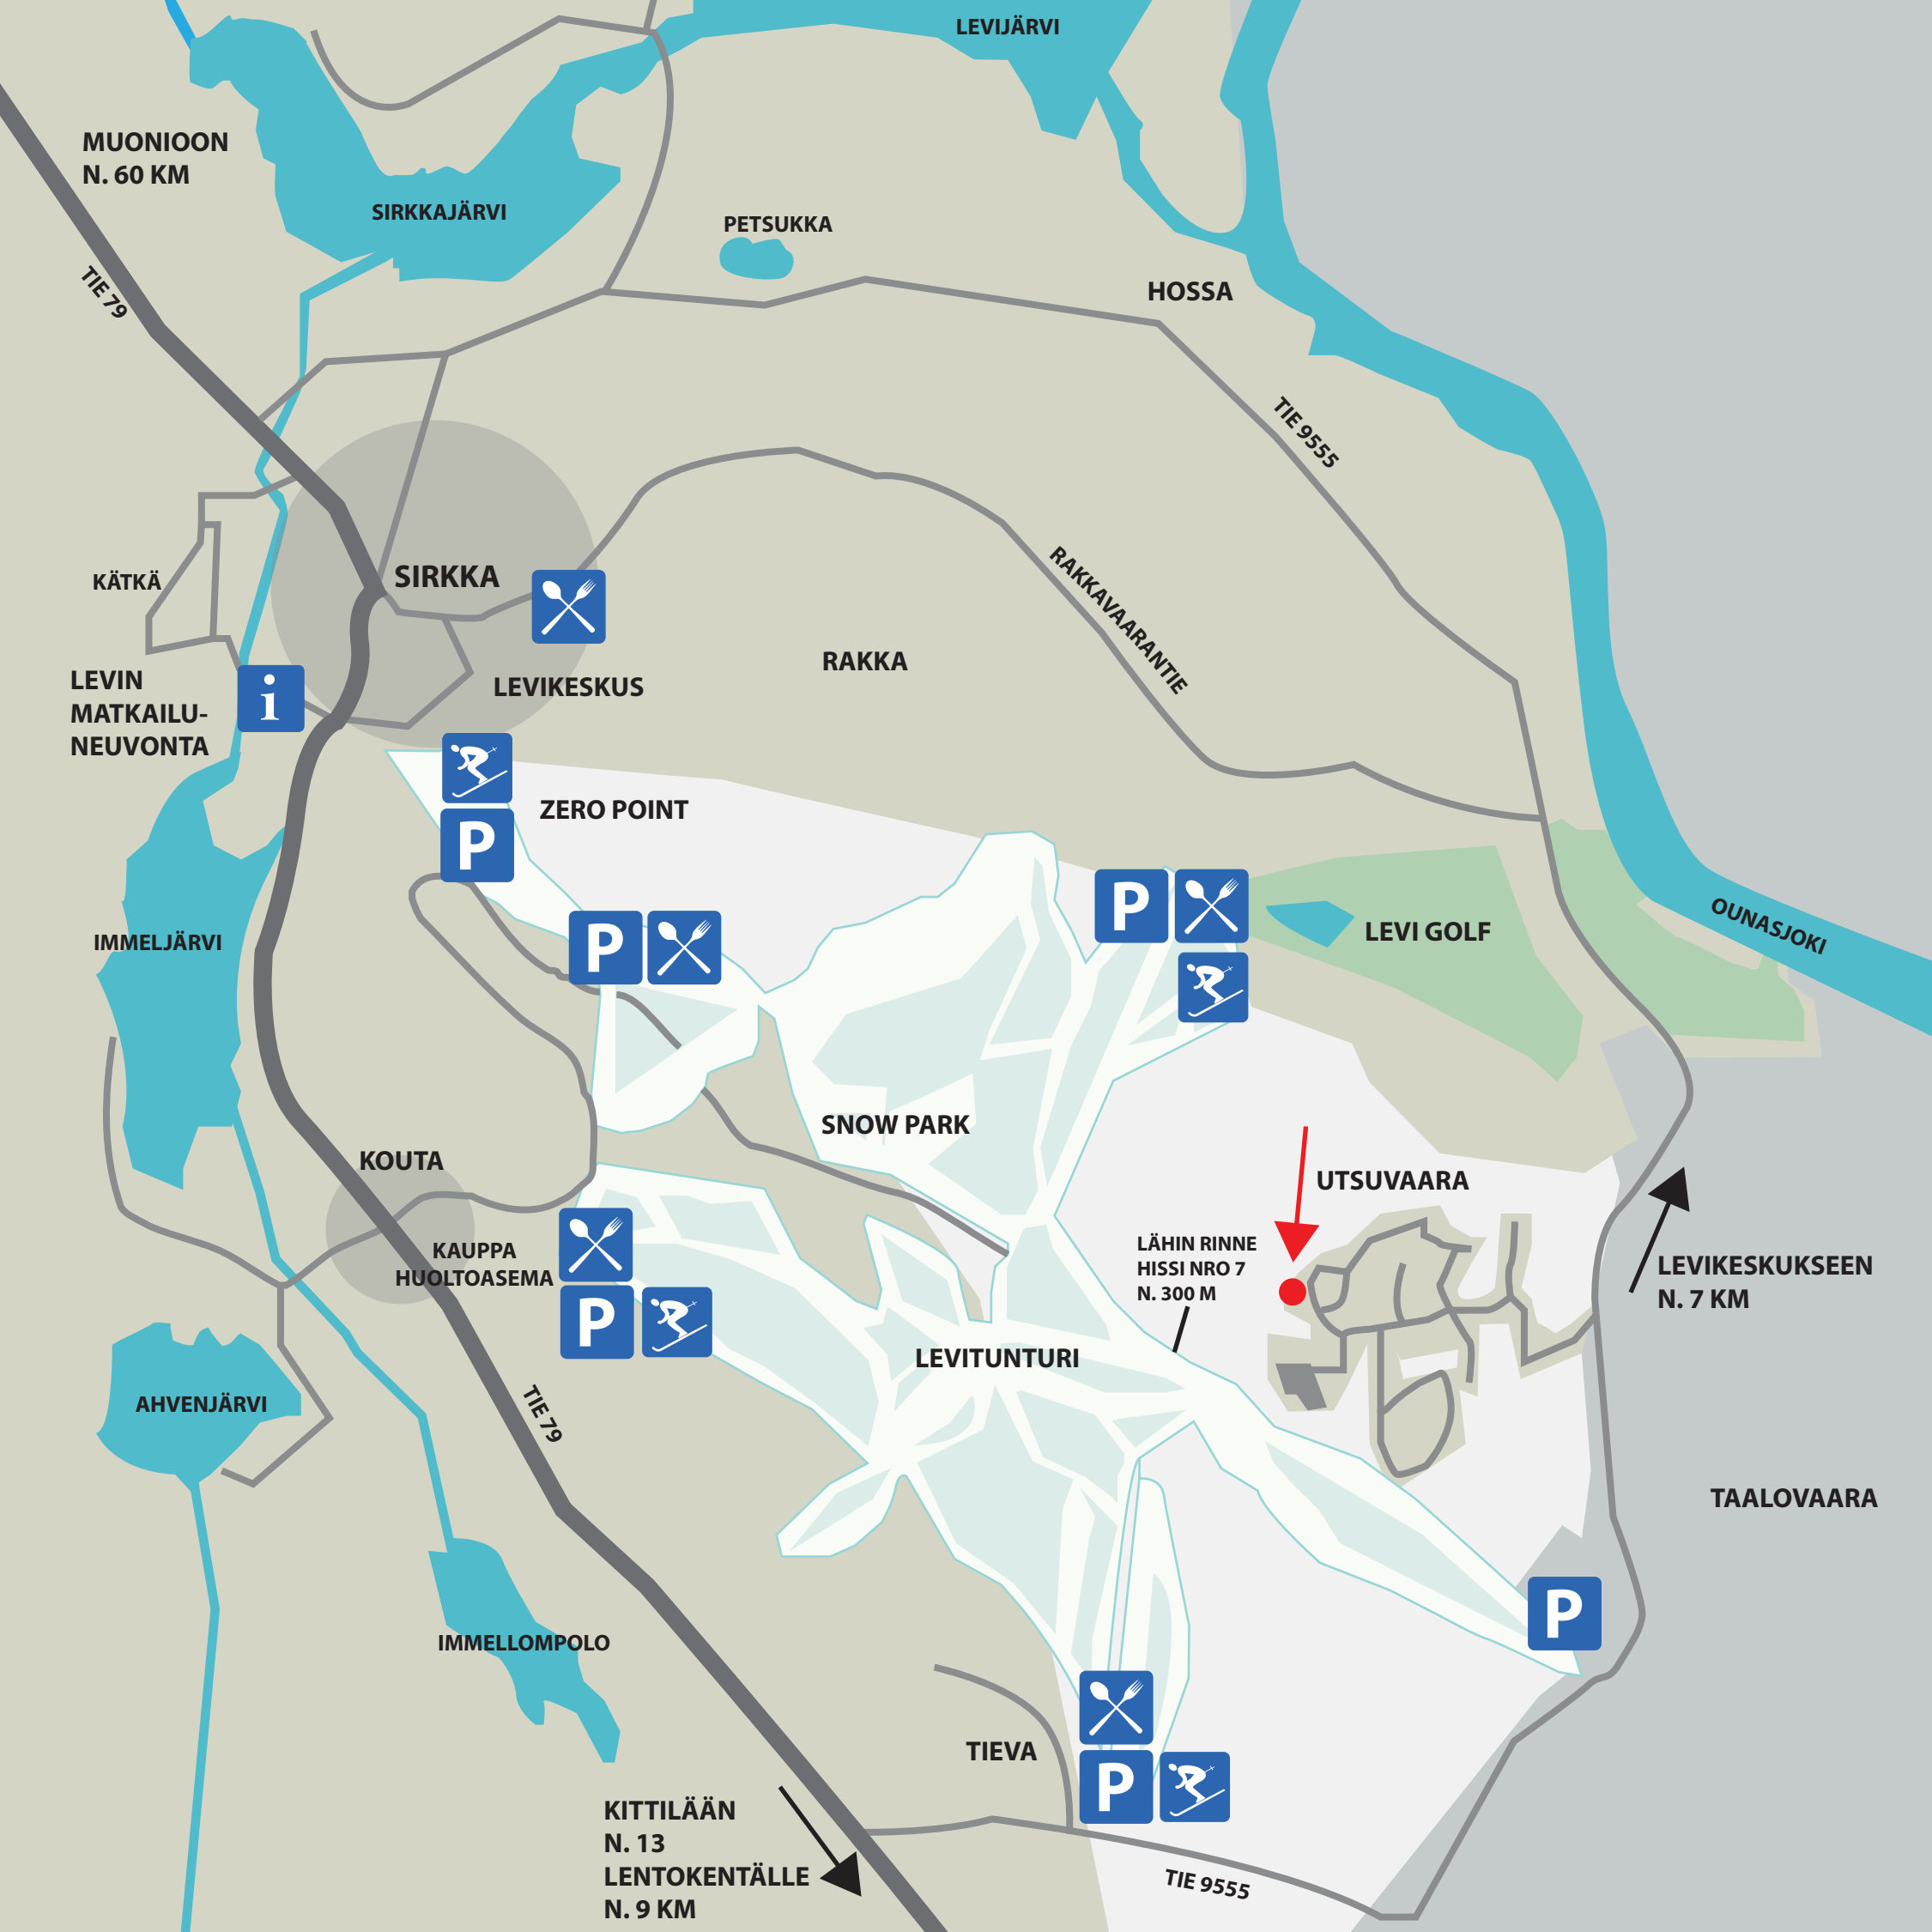 LEVIJÄRVI
MUONIOON
N. 60 KM
SIRKKAJÄRVI
PETSUKKA
TIE 79
HOSSA
TIE 9555
SIRKKA
KÄTKÄ
RAKKAVAARANTIE
RAKKA
LEVIN
MATKAILU-
NEUVONTA
i
LEVIKESKUS
ZERO POINT
P
P
P
LEVI GOLF
OUNASJOKI
IMMELJÄRVI
SNOW PARK
KOUTA
UTSUVAARA
KAUPPA
HUOLTOASEMA
LÄHIN RINNE
HISSI NRO 7
N. 300 M
LEVIKESKUKSEEN
N. 7 KM
P
LEVITUNTURI
AHVENJÄRVI
TIE 79
TAALOVAARA
P
IMMELLOMPOLO
TIEVA
P
KITTILÄÄN
N. 13
LENTOKENTÄLLE
N. 9 KM
TIE 9555